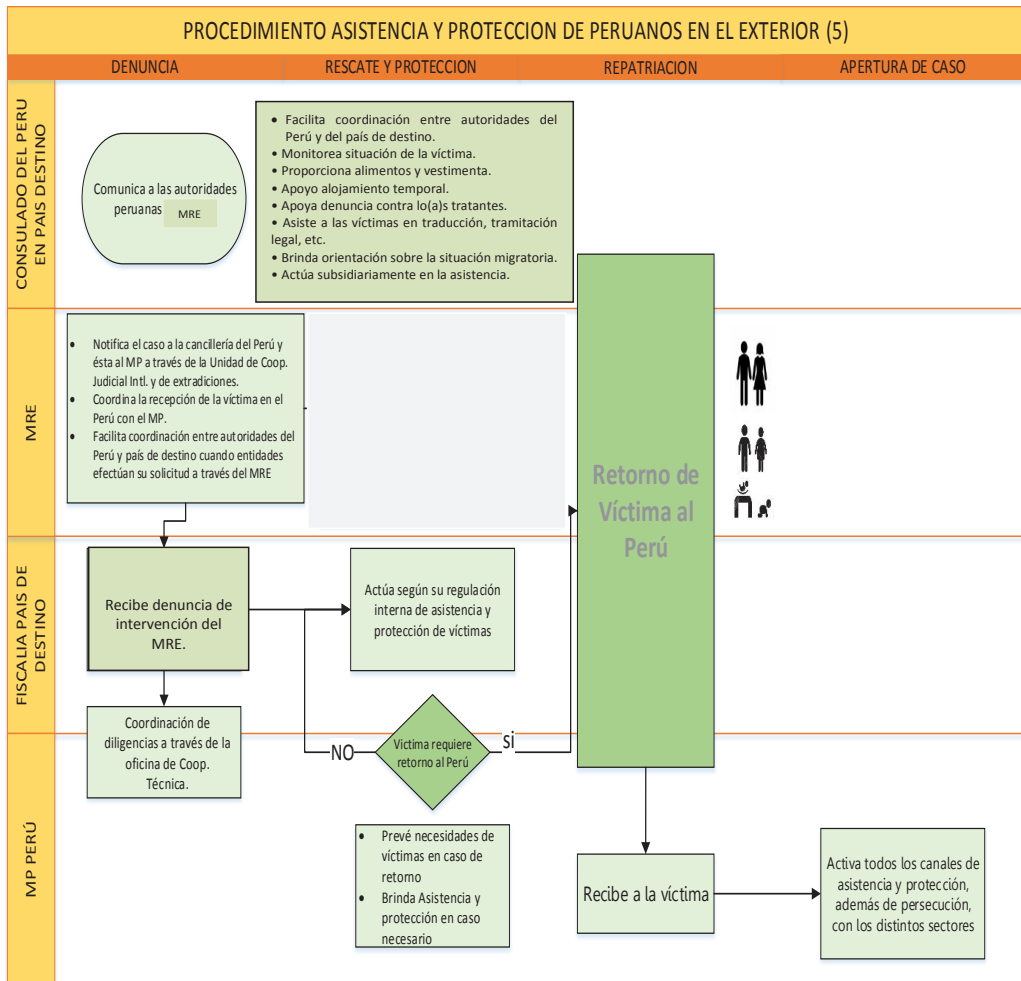 PROCEDIMIENTO ASISTENCIA Y PROTECCION DE PERUANOS EN EL EXTERIOR (5)
DENUNCIA
RESCATE Y PROTECCION
REPATRIACION
APERTURA DE CASO
CONSULADO DEL PERU
EN PAIS DESTINO
Comunica a las autoridades
peruanas MRE
• Facilita coordinación entre autoridades del
Perú y del país de destino.
• Monitorea situación de la víctima.
• Proporciona alimentos y vestimenta.
• Apoyo alojamiento temporal.
• Apoya denuncia contra lo(a)s tratantes.
• Asiste a las víctimas en traducción, tramitación
legal, etc.
• Brinda orientación sobre la situación migratoria.
• Actúa subsidiariamente en la asistencia.
MRE
• Notifica el caso a la cancillería del Perú y
ésta al MP a través de la Unidad de Coop.
Judicial Intl. y de extradiciones.
• Coordina la recepción de la víctima en el
Perú con el MP.
• Facilita coordinación entre autoridades del
Perú y país de destino cuando entidades
efectúan su solicitud a través del MRE
Retorno de
Víctima al
Perú
FISCALIA PAIS DE
DESTINO
Recibe denuncia de
intervención del
MRE.
Actúa según su regulación
interna de asistencia y
protección de víctimas
Coordinación de
diligencias a través de la
oficina de Coop.
Técnica.
NO
Victima requiere
retorno al Perú
si
MP PERÚ
• Prevé necesidades de
víctimas en caso de
retorno
• Brinda Asistencia y
protección en caso
necesario
Recibe a la víctima
Activa todos los canales de
asistencia y protección,
además de persecución,
con los distintos sectores